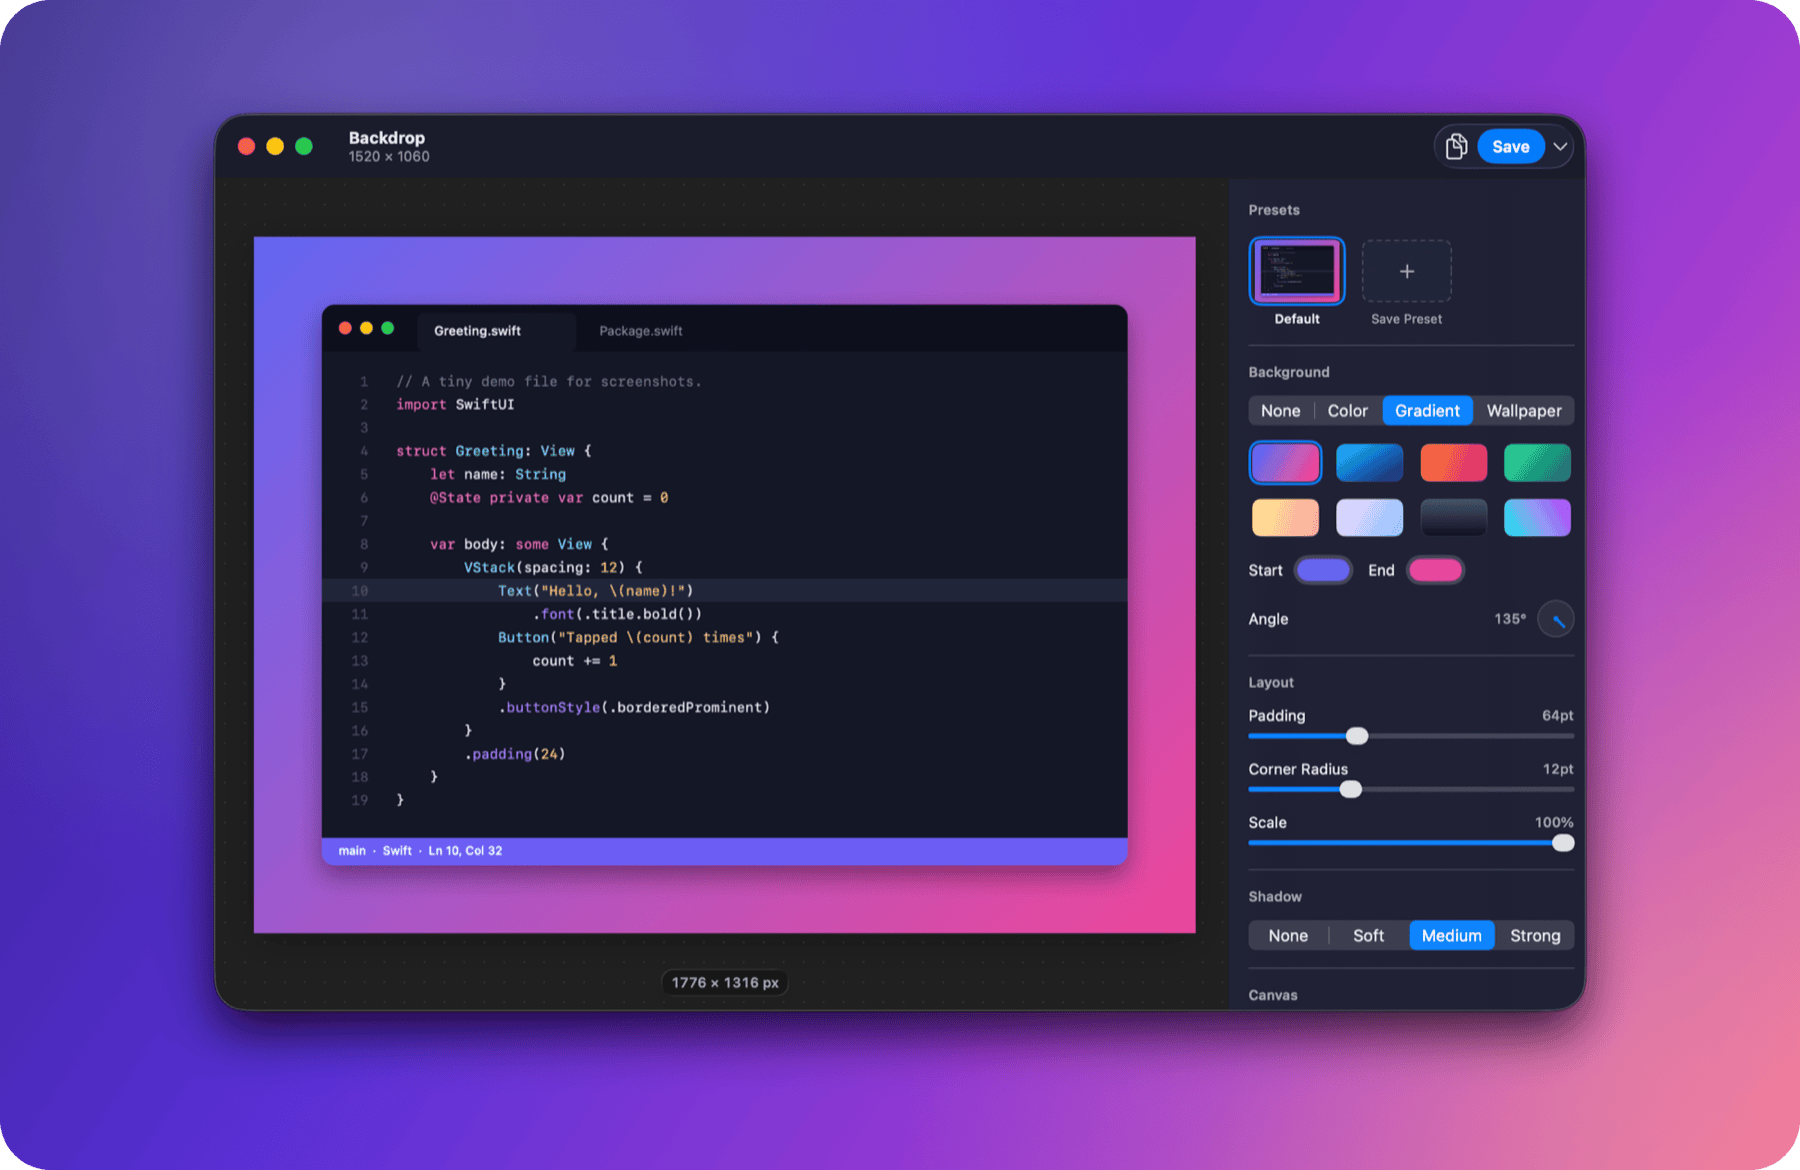 Backdrop
1520 × 1060
Save
Greeting.swift
Package.swift
1 // A tiny demo file for screenshots.
2 import SwiftUI
3
4 struct Greeting: View {
5 let name: String
6 @State private var count = 0
7
8 var body: some View {
9 VStack(spacing: 12) {
10 Text("Hello, \(name)!")
11 .font(.title.bold())
12 Button("Tapped \(count) times") {
13 count += 1
14 }
15 .buttonStyle(.borderedProminent)
16 }
17 .padding(24)
18 }
19 }
main · Swift · Ln 10, Col 32
1776 × 1316 px
Presets
Default
Save Preset
Background
None Color Gradient Wallpaper
Start End
Angle 135°
Layout
Padding 64pt
Corner Radius 12pt
Scale 100%
Shadow
None Soft Medium Strong
Canvas